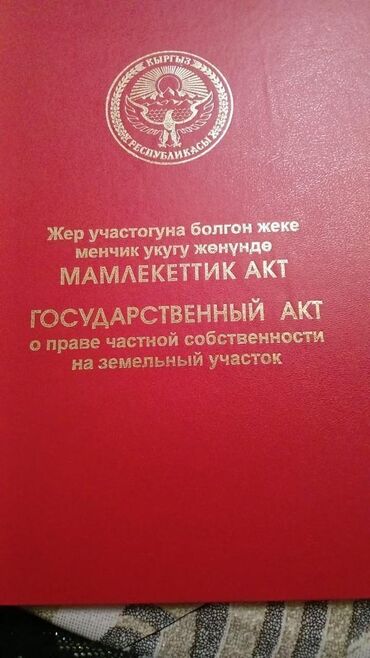 КЫРГЫЗ
РЕСПУБЛИКАСЫ
Жер участогуна болгон жеке
менчик укугу жөнүндө
МАМЛЕКЕТТИК АКТ
ГОСУДАРСТВЕННЫЙ АКТ
о праве частной собственности
на земельный участок